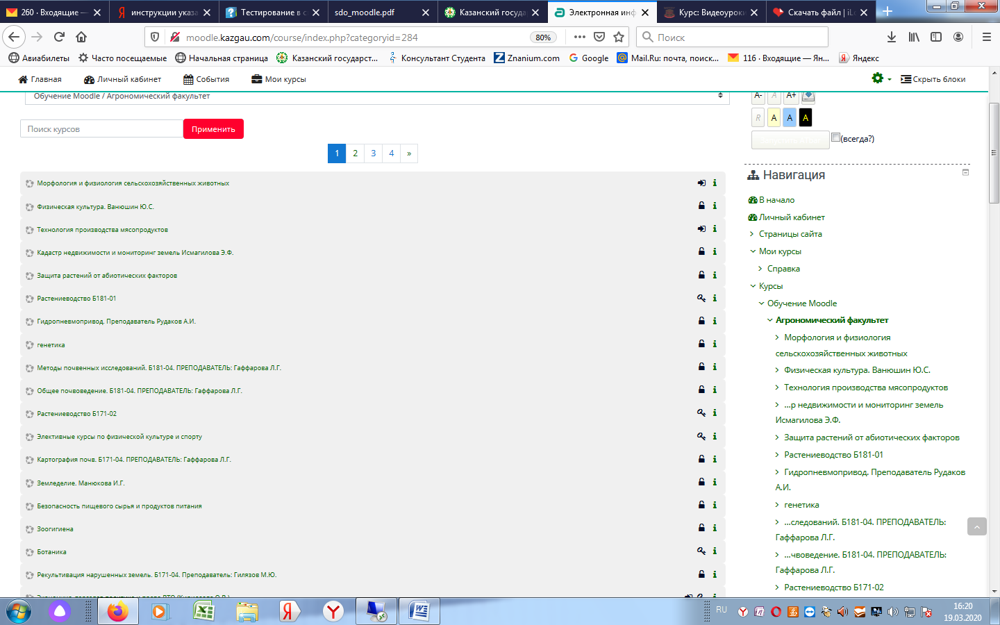 260 · Входящие —
инструкции указа
Тестирование в с
sdo_moodle.pdf
Казанский госуда
Электронная инф
Курс: Видеоурок
Скачать файл | iL
moodle.kazgau.com/course/index.php?categoryid=284
80%
Поиск
Авиабилеты
Часто посещаемые
Начальная страница
Казанский государст...
Консультант Студента
Znanium.com
Google
Mail.Ru: почта, поиск...
116 · Входящие — Ян...
Яндекс
Главная
Личный кабинет
События
Мои курсы
Скрыть блоки
Обучение Moodle / Агрономический факультет
Поиск курсов
Применить
1 2 3 4 »
Морфология и физиология сельскохозяйственных животных
Физическая культура. Ванюшин Ю.С.
Технология производства мясопродуктов
Кадастр недвижимости и мониторинг земель Исмагилова Э.Ф.
Защита растений от абиотических факторов
Растениеводство Б181-01
Гидропневмопривод. Преподаватель Рудаков А.И.
генетика
Методы почвенных исследований. Б181-04. ПРЕПОДАВАТЕЛЬ: Гаффарова Л.Г.
Общее почвоведение. Б181-04. ПРЕПОДАВАТЕЛЬ: Гаффарова Л.Г.
Растениеводство Б171-02
Элективные курсы по физической культуре и спорту
Картография почв. Б171-04. ПРЕПОДАВАТЕЛЬ: Гаффарова Л.Г.
Земледелие. Манюкова И.Г.
Безопасность пищевого сырья и продуктов питания
Зоогигиена
Ботаника
Рекультивация нарушенных земель. Б171-04. Преподаватель: Гилязов М.Ю.
A- A A+
R A A A
(всегда?)
Навигация
В начало
Личный кабинет
Страницы сайта
Мои курсы
Справка
Курсы
Обучение Moodle
Агрономический факультет
Морфология и физиология
сельскохозяйственных животных
Физическая культура. Ванюшин Ю.С.
Технология производства мясопродуктов
...р недвижимости и мониторинг земель
Исмагилова Э.Ф.
Защита растений от абиотических факторов
Растениеводство Б181-01
Гидропневмопривод. Преподаватель Рудаков
А.И.
генетика
...следований. Б181-04. ПРЕПОДАВАТЕЛЬ:
Гаффарова Л.Г.
...чвоведение. Б181-04. ПРЕПОДАВАТЕЛЬ:
Гаффарова Л.Г.
Растениеводство Б171-02
RU
16:20
19.03.2020